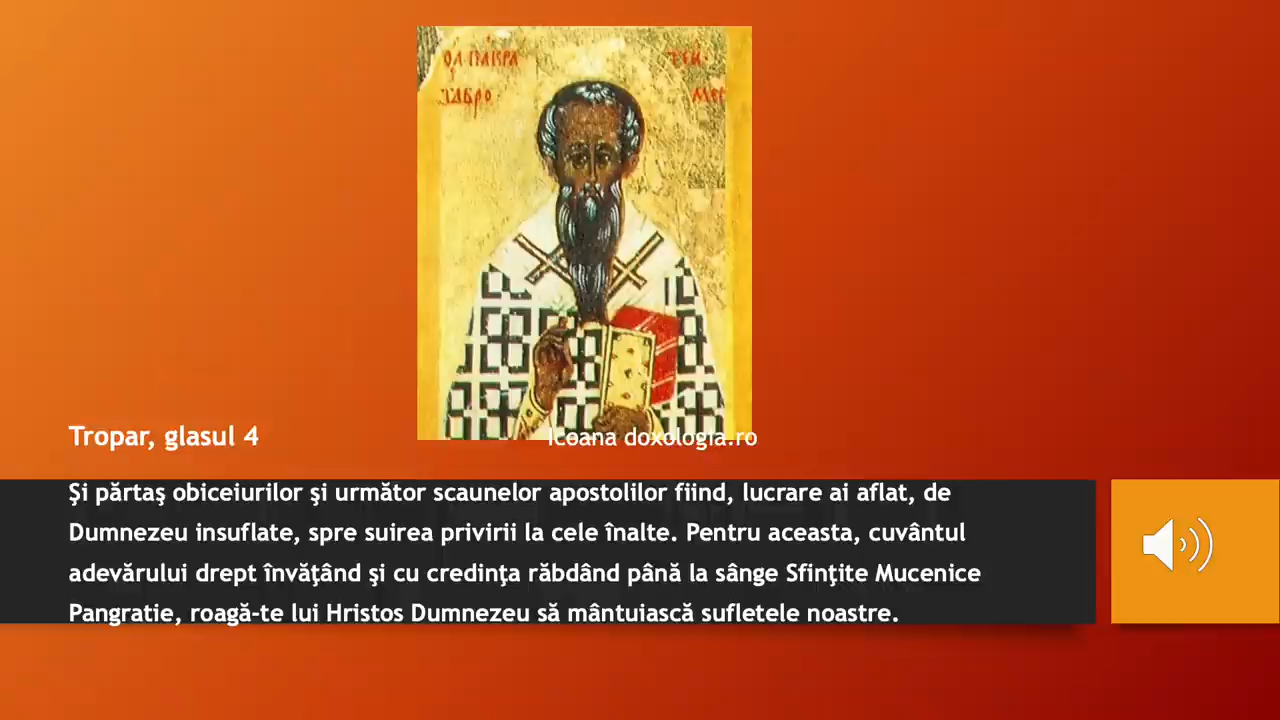 Tropar, glasul 4
Icoana doxologia.ro
Şi părtaş obiceiurilor şi următor scaunelor apostolilor fiind, lucrare ai aflat, de
Dumnezeu insuflate, spre suirea privirii la cele înalte. Pentru aceasta, cuvântul
adevărului drept învăţând şi cu credinţa răbdând până la sânge Sfinţite Mucenice
Pangratie, roagă-te lui Hristos Dumnezeu să mântuiască sufletele noastre.